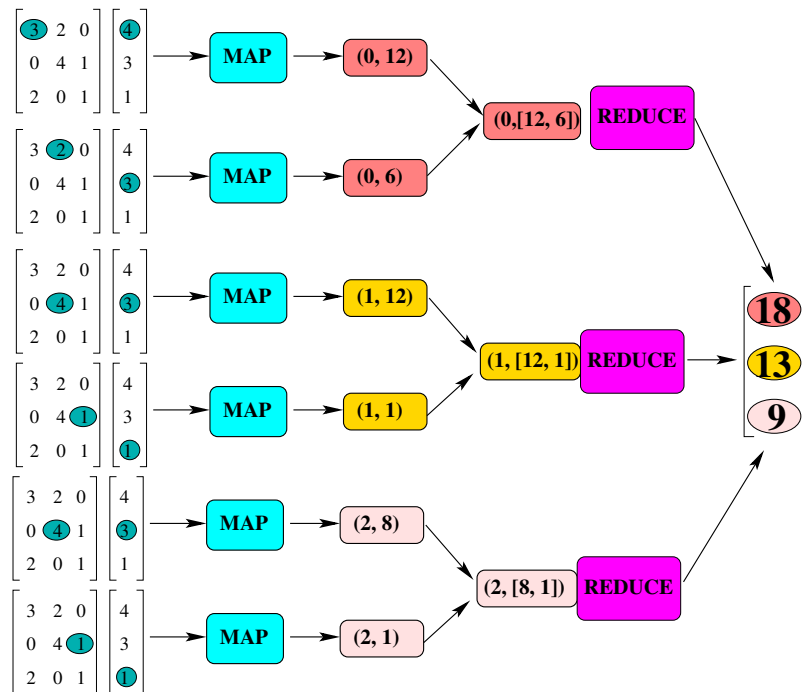 3 2 0 4
0 4 1 3
2 0 1 1
MAP
(0, 12)
3 2 0 4
0 4 1 3
2 0 1 1
MAP
(0, 6)
(0,[12, 6])
REDUCE
3 2 0 4
0 4 1 3
2 0 1 1
MAP
(1, 12)
3 2 0 4
0 4 1 3
2 0 1 1
MAP
(1, 1)
(1, [12, 1])
REDUCE
3 2 0 4
0 4 1 3
2 0 1 1
MAP
(2, 8)
3 2 0 4
0 4 1 3
2 0 1 1
MAP
(2, 1)
(2, [8, 1])
REDUCE
18
13
9